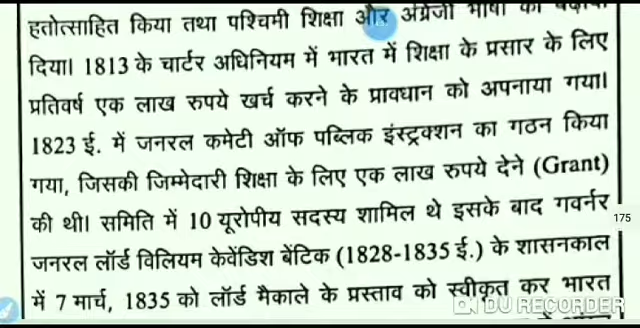 हतोत्साहित किया तथा पश्चिमी शिक्षा और अंग्रेजी भाषा को बढ़ावा
दिया। 1813 के चार्टर अधिनियम में भारत में शिक्षा के प्रसार के लिए
प्रतिवर्ष एक लाख रुपये खर्च करने के प्रावधान को अपनाया गया।
1823 ई. में जनरल कमेटी ऑफ पब्लिक इंस्ट्रक्शन का गठन किया
गया, जिसकी जिम्मेदारी शिक्षा के लिए एक लाख रुपये देने (Grant)
की थी। समिति में 10 यूरोपीय सदस्य शामिल थे इसके बाद गवर्नर
175
जनरल लॉर्ड विलियम केवेंडिश बेंटिक (1828-1835 ई.) के शासनकाल
में 7 मार्च, 1835 को लॉर्ड मैकाले के प्रस्ताव को स्वीकृत कर भारत
DU RECORDER